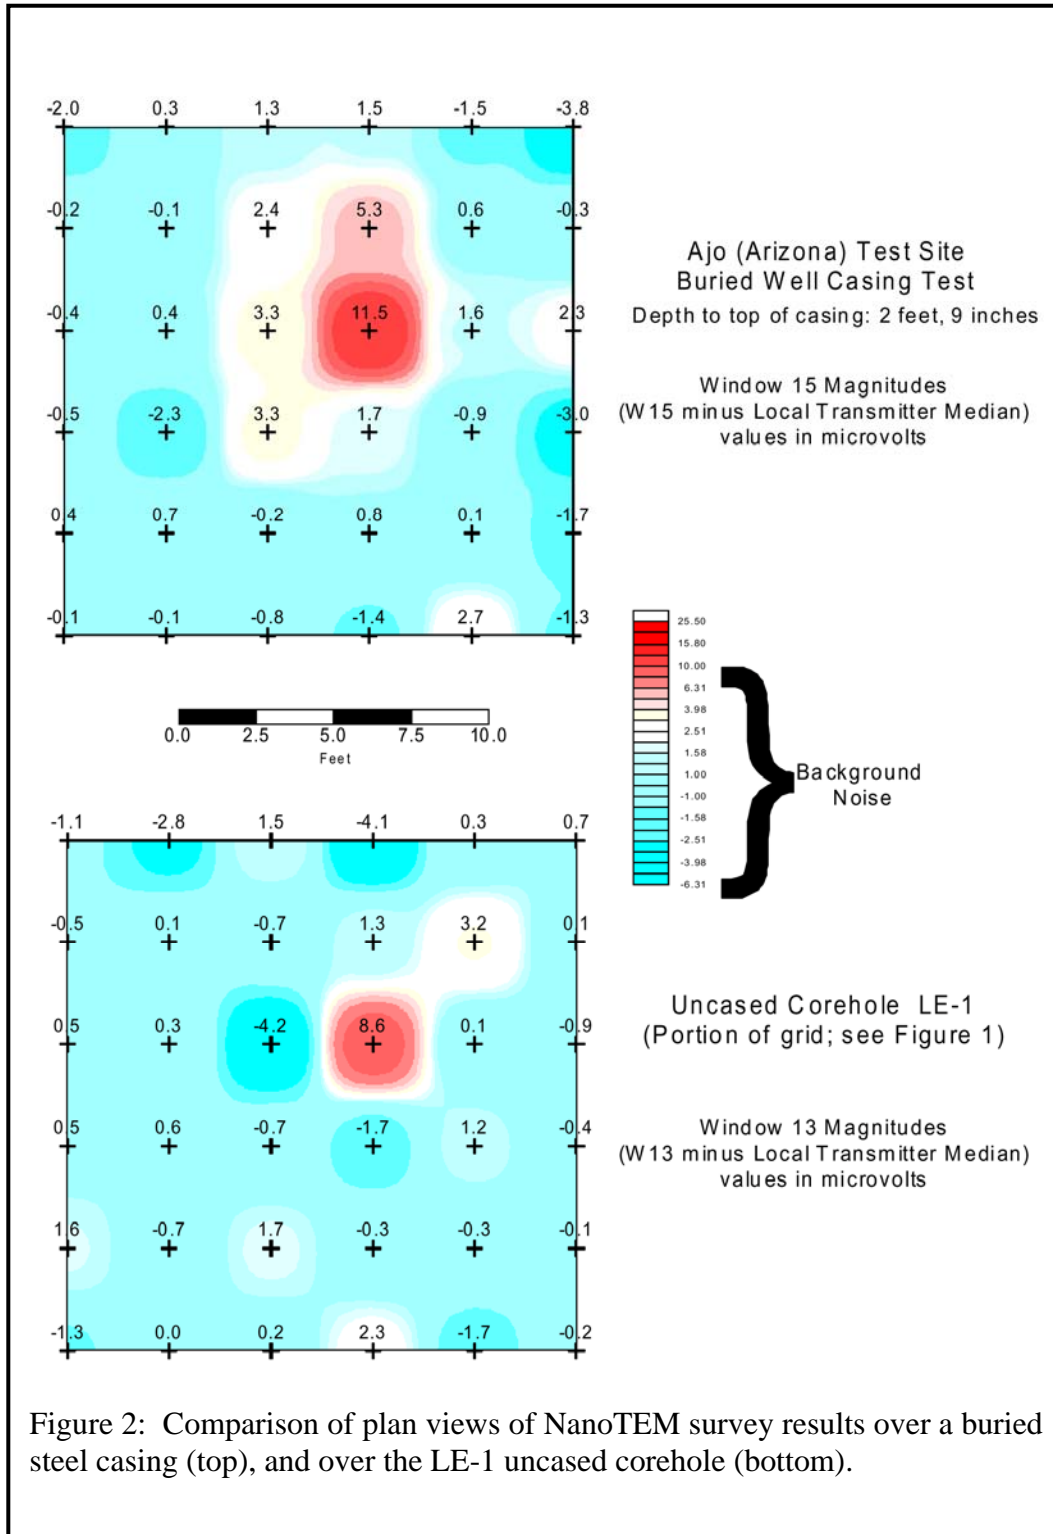 -2.0 0.3 1.3 1.5 -1.5 -3.8
-0.2 -0.1 2.4 5.3 0.6 -0.3
-0.4 0.4 3.3 11.5 1.6 2.3
-0.5 -2.3 3.3 1.7 -0.9 -3.0
0.4 0.7 -0.2 0.8 0.1 -1.7
-0.1 -0.1 -0.8 -1.4 2.7 -1.3
Ajo (Arizona) Test Site
Buried Well Casing Test
Depth to top of casing: 2 feet, 9 inches
Window 15 Magnitudes
(W15 minus Local Transmitter Median)
values in microvolts
25.50
15.80
10.00
6.31
3.98
2.51
1.58
1.00
-1.00
-1.58
-2.51
-3.98
-6.31
Background
Noise
0.0 2.5 5.0 7.5 10.0
Feet
-1.1 -2.8 1.5 -4.1 0.3 0.7
-0.5 0.1 -0.7 1.3 3.2 0.1
0.5 0.3 -4.2 8.6 0.1 -0.9
0.5 0.6 -0.7 -1.7 1.2 -0.4
1.6 -0.7 1.7 -0.3 -0.3 -0.1
-1.3 0.0 0.2 2.3 -1.7 -0.2
Uncased Corehole LE-1
(Portion of grid; see Figure 1)
Window 13 Magnitudes
(W13 minus Local Transmitter Median)
values in microvolts
Figure 2: Comparison of plan views of NanoTEM survey results over a buried
steel casing (top), and over the LE-1 uncased corehole (bottom).